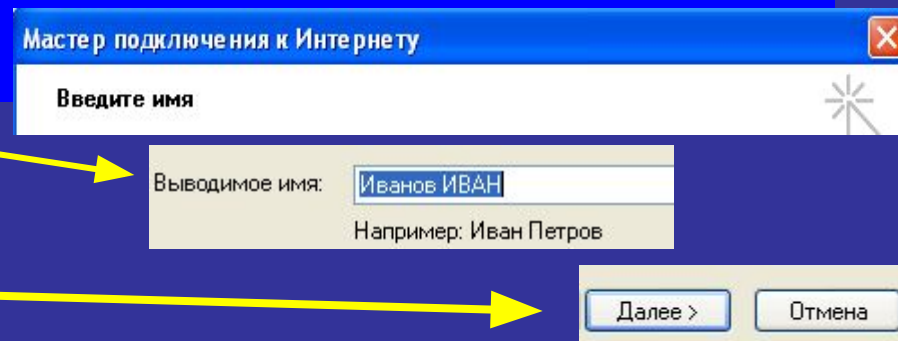 Мастер подключения к Интернету
Введите имя
Выводимое имя: Иванов ИВАН
Например: Иван Петров
Далее > Отмена